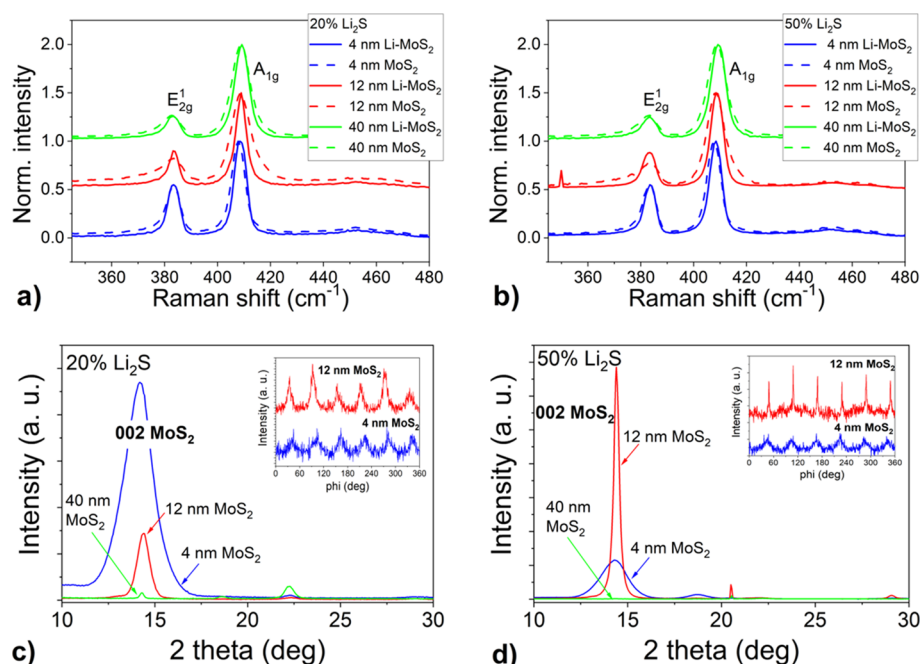 20% Li₂S
4 nm Li-MoS₂
4 nm MoS₂
12 nm Li-MoS₂
12 nm MoS₂
40 nm Li-MoS₂
40 nm MoS₂
E¹₂g
A₁g
Norm. intensity
2.0
1.5
1.0
0.5
0.0
360 380 400 420 440 460 480
Raman shift (cm⁻¹)
a)
50% Li₂S
4 nm Li-MoS₂
4 nm MoS₂
12 nm Li-MoS₂
12 nm MoS₂
40 nm Li-MoS₂
40 nm MoS₂
E¹₂g
A₁g
Norm. intensity
2.0
1.5
1.0
0.5
0.0
360 380 400 420 440 460 480
Raman shift (cm⁻¹)
b)
20% Li₂S
002 MoS₂
40 nm
MoS₂
12 nm MoS₂
4 nm MoS₂
Intensity (a. u.)
10 15 20 25 30
2 theta (deg)
c)
12 nm MoS₂
4 nm MoS₂
Intensity (a. u.)
0 60 120 180 240 300 360
phi (deg)
50% Li₂S
002 MoS₂
12 nm MoS₂
40 nm
MoS₂
4 nm MoS₂
Intensity (a. u.)
10 15 20 25 30
2 theta (deg)
d)
12 nm MoS₂
4 nm MoS₂
Intensity (a. u.)
0 60 120 180 240 300 360
phi (deg)